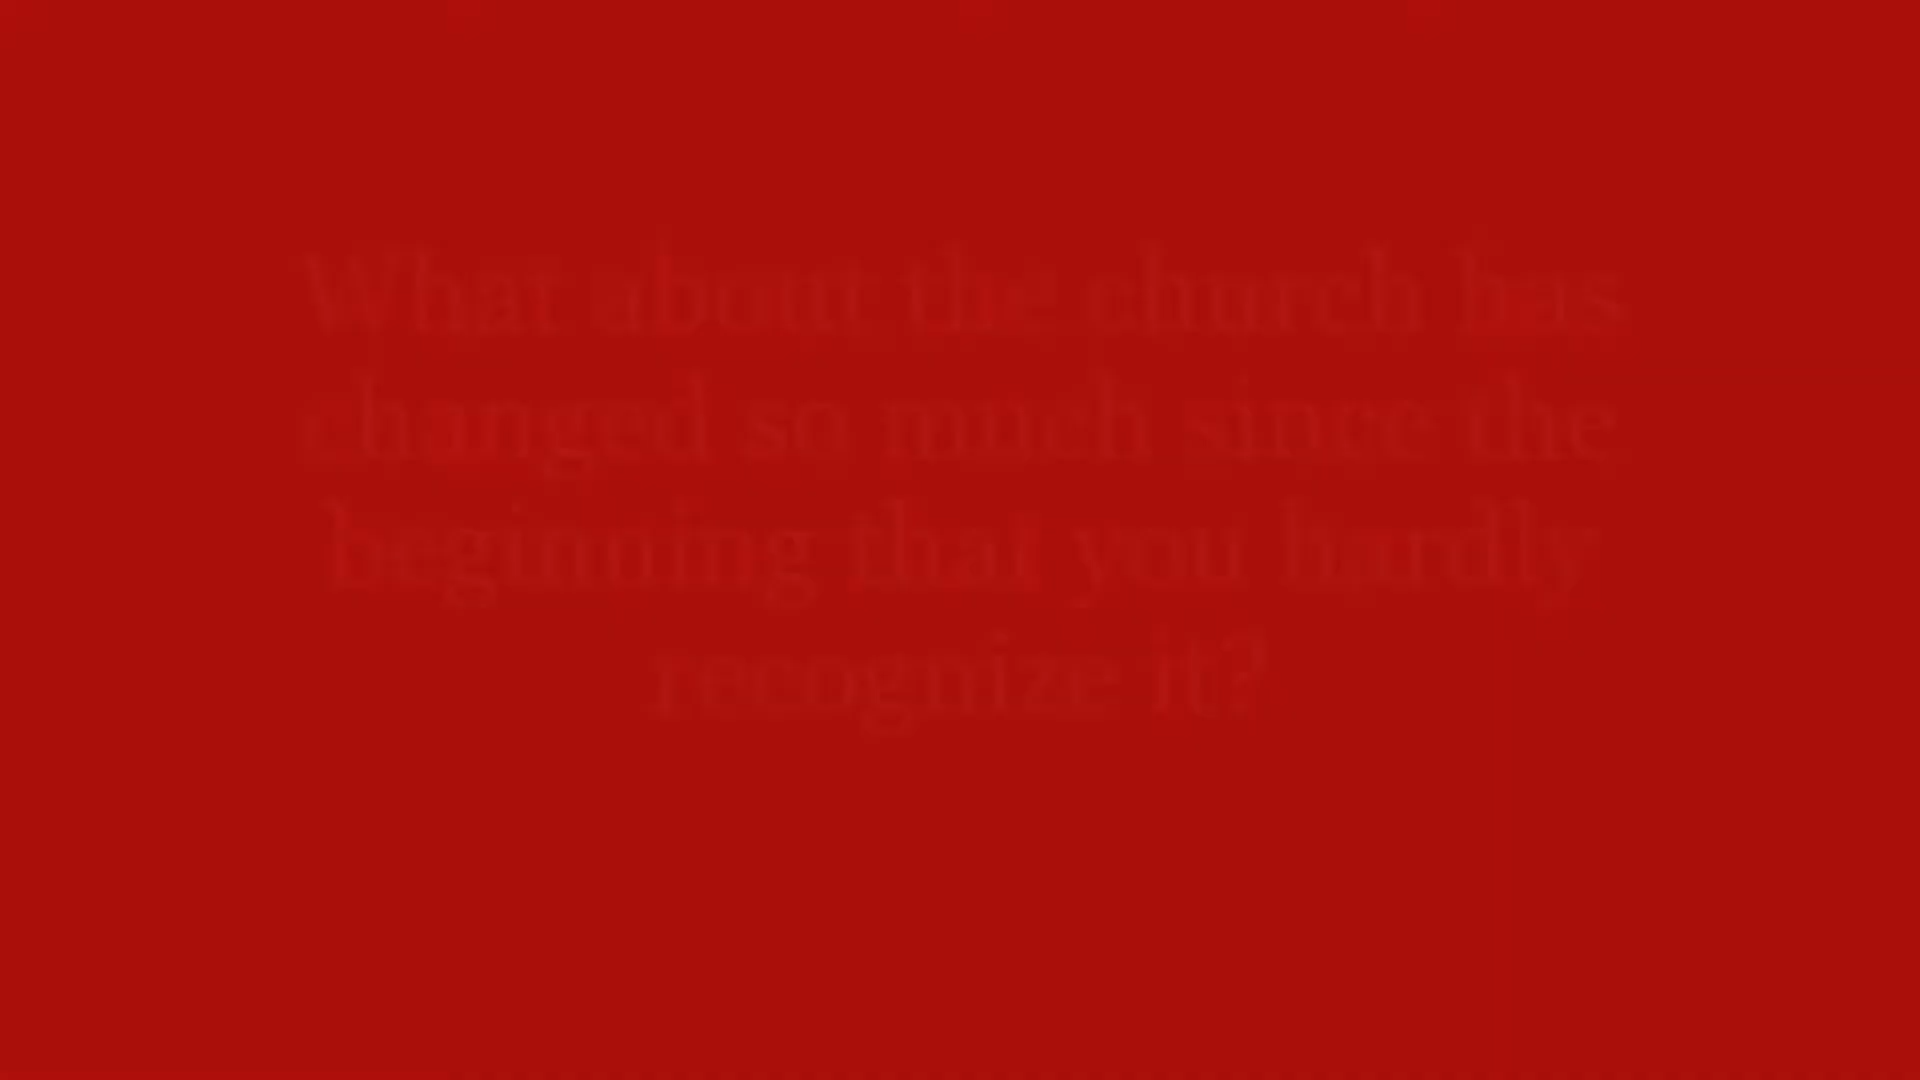 What about the church has
changed so much since the
beginning that you hardly
recognize it?